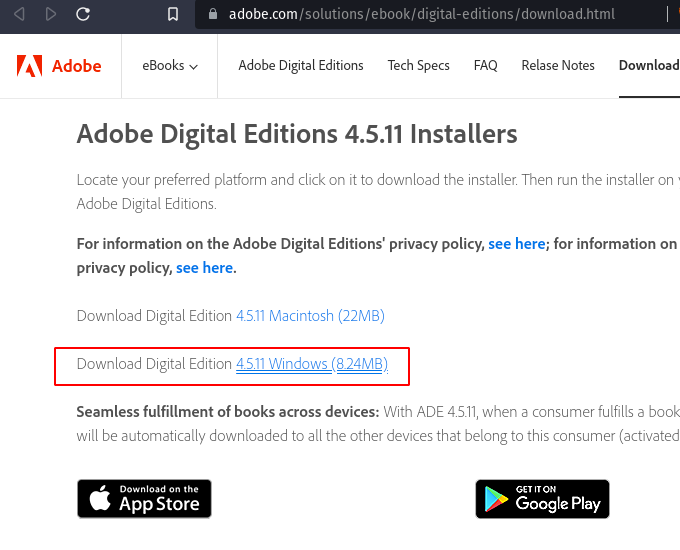 adobe.com/solutions/ebook/digital-editions/download.html
Adobe
eBooks
Adobe Digital Editions
Tech Specs
FAQ
Relase Notes
Download
Adobe Digital Editions 4.5.11 Installers
Locate your preferred platform and click on it to download the installer. Then run the installer on
Adobe Digital Editions.
For information on the Adobe Digital Editions' privacy policy, see here; for information on
privacy policy, see here.
Download Digital Edition 4.5.11 Macintosh (22MB)
Download Digital Edition 4.5.11 Windows (8.24MB)
Seamless fulfillment of books across devices: With ADE 4.5.11, when a consumer fulfills a book
will be automatically downloaded to all the other devices that belong to this consumer (activated
Download on the
App Store
GET IT ON
Google Play